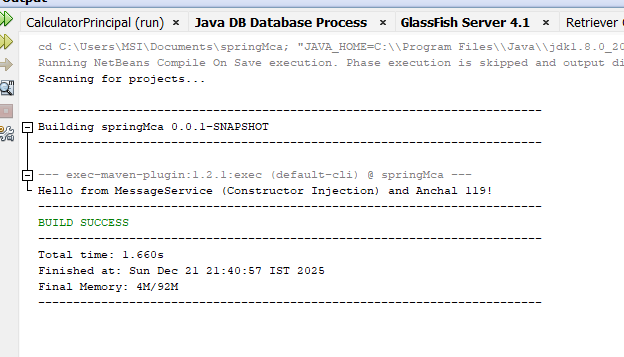 Output
CalculatorPrincipal (run) × Java DB Database Process × GlassFish Server 4.1 × Retriever
cd C:\Users\MSI\Documents\springMca; "JAVA_HOME=C:\\Program Files\\Java\\jdk1.8.0_20
Running NetBeans Compile On Save execution. Phase execution is skipped and output di
Scanning for projects...
------------------------------------------------------------------------
Building springMca 0.0.1-SNAPSHOT
------------------------------------------------------------------------
--- exec-maven-plugin:1.2.1:exec (default-cli) @ springMca ---
Hello from MessageService (Constructor Injection) and Anchal 119!
------------------------------------------------------------------------
BUILD SUCCESS
------------------------------------------------------------------------
Total time: 1.660s
Finished at: Sun Dec 21 21:40:57 IST 2025
Final Memory: 4M/92M
------------------------------------------------------------------------